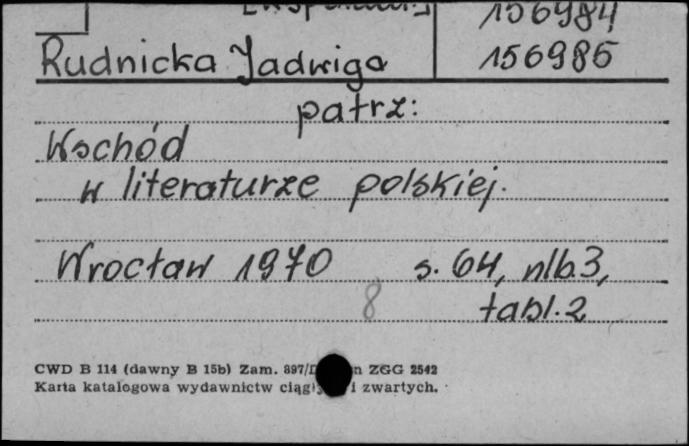 156984
Rudnicka Jadwiga 156985
patrz:
Wschód
w literaturze polskiej.
Wrocław 1970 s. 64, nlb. 3,
8 tabl. 2
CWD B 114 (dawny B 15b) Zam. 897/ n ZGG 2542
Karta katalogowa wydawnictw i zwartych.